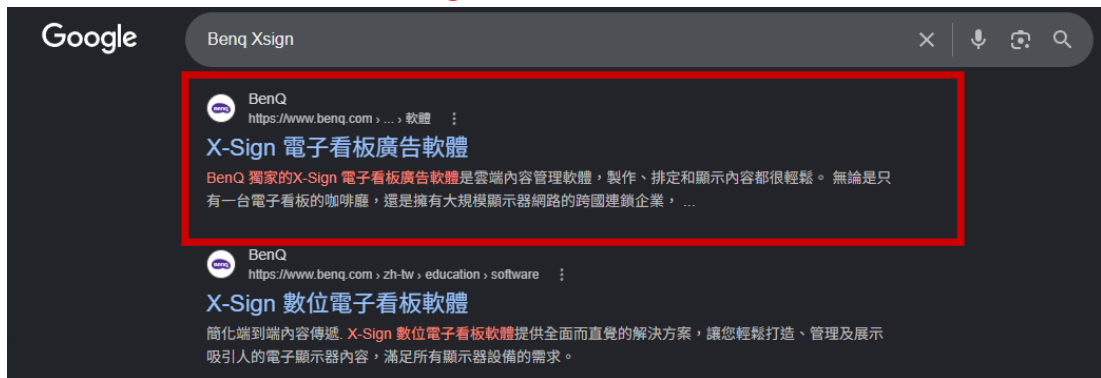 Google
Benq Xsign
BenQ
https://www.benq.com › ... › 軟體
X-Sign 電子看板廣告軟體
BenQ 獨家的X-Sign 電子看板廣告軟體是雲端內容管理軟體，製作、排定和顯示內容都很輕鬆。 無論是只
有一台電子看板的咖啡廳，還是擁有大規模顯示器網路的跨國連鎖企業， ...
BenQ
https://www.benq.com › zh-tw › education › software
X-Sign 數位電子看板軟體
簡化端到端內容傳遞. X-Sign 數位電子看板軟體提供全面而直覺的解決方案，讓您輕鬆打造、管理及展示
吸引人的電子顯示器內容，滿足所有顯示器設備的需求。